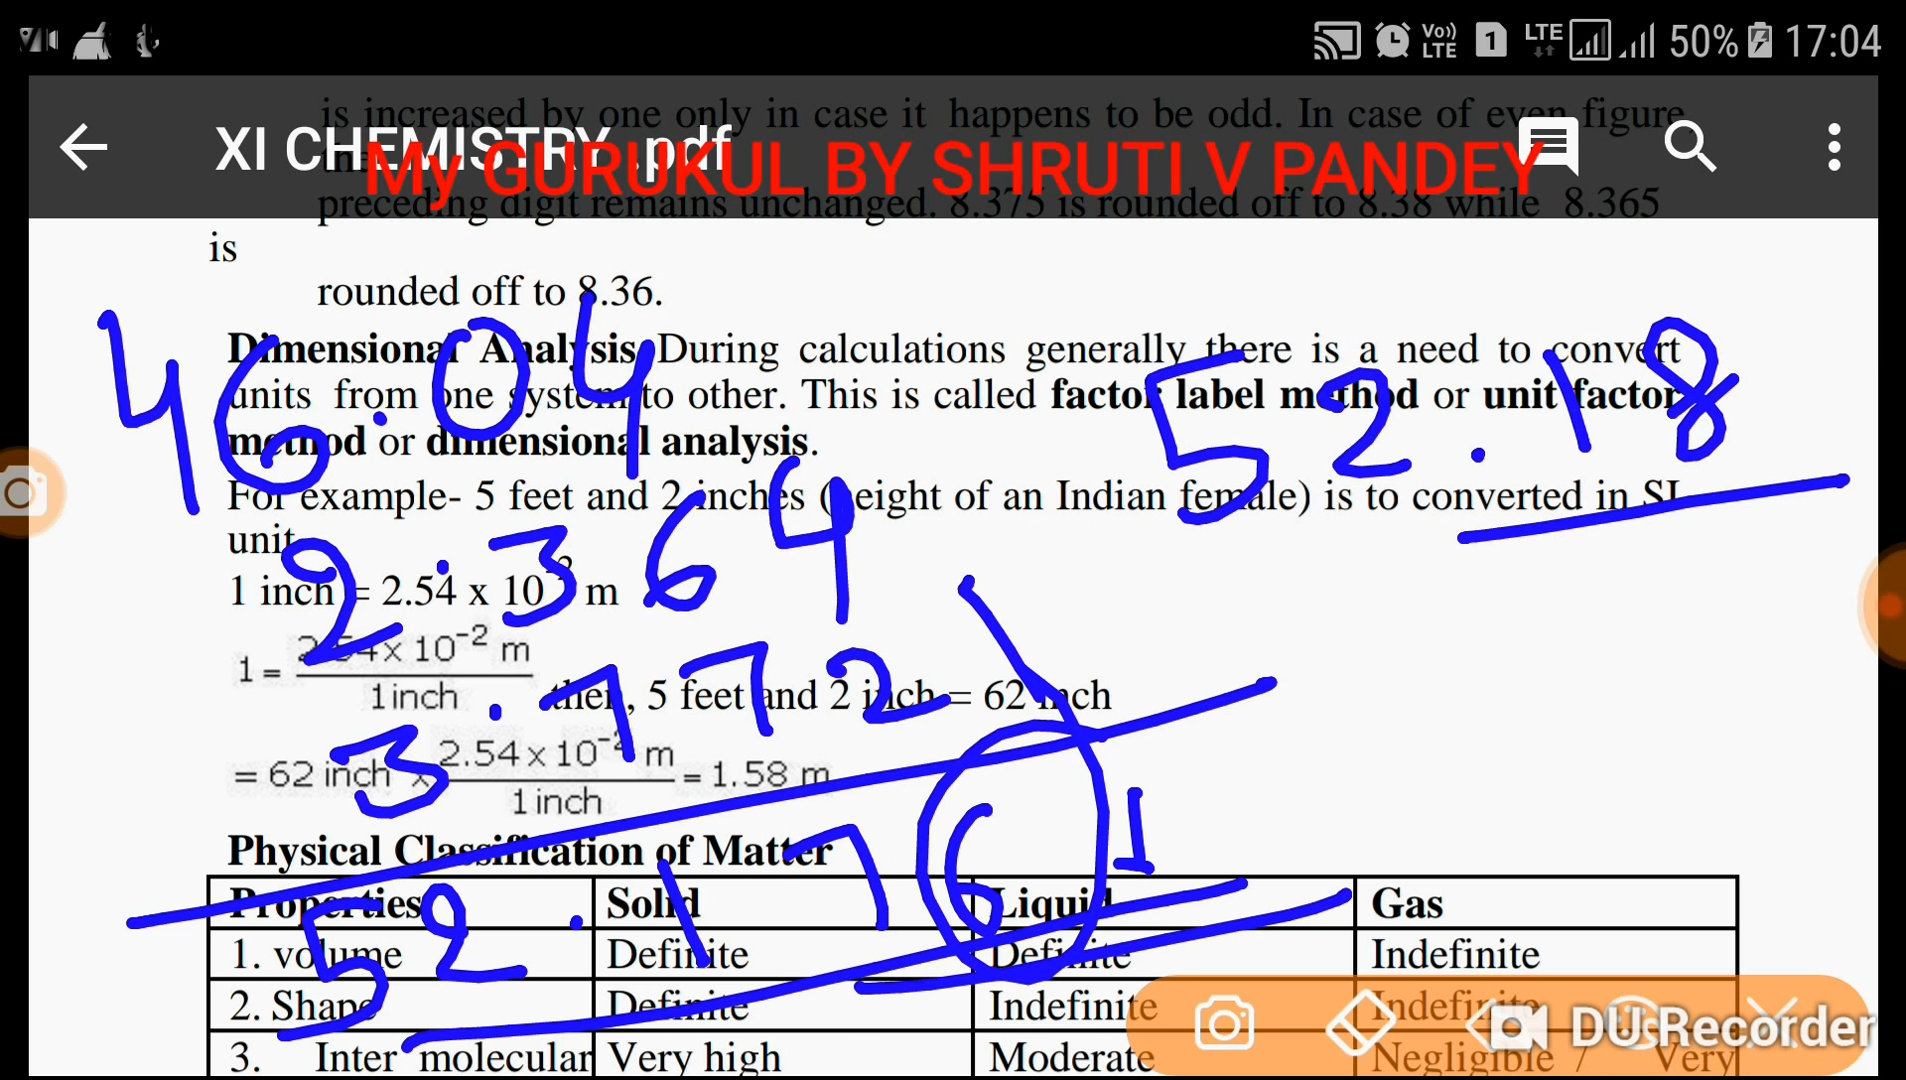 Vo)) LTE 1 LTE 50% 17:04
is increased by one only in case it happens to be odd. In case of even figure
the
XI CHEMISTRY .pdf
My GURUKUL BY SHRUTI V PANDEY
preceding digit remains unchanged. 8.375 is rounded off to 8.38 while 8.365
is
rounded off to 8.36.
Dimensional Analysis During calculations generally there is a need to convert
units from one system to other. This is called factor label method or unit factor
method or dimensional analysis.
46.04
52.18
For example- 5 feet and 2 inches (height of an Indian female) is to converted in SI
unit
2.364
1 inch = 2.54 x 10⁻² m
1 = 2.54 x 10⁻² m / 1 inch then, 5 feet and 2 inch = 62 inch
3.772
= 62 inch x 2.54 x 10⁻² m / 1 inch = 1.58 m
52.176 1
Physical Classification of Matter
Properties Solid Liquid Gas
1. volume Definite Definite Indefinite
2. Shape Definite Indefinite Indefinite
3. Inter molecular Very high Moderate Negligible / Very
DU Recorder